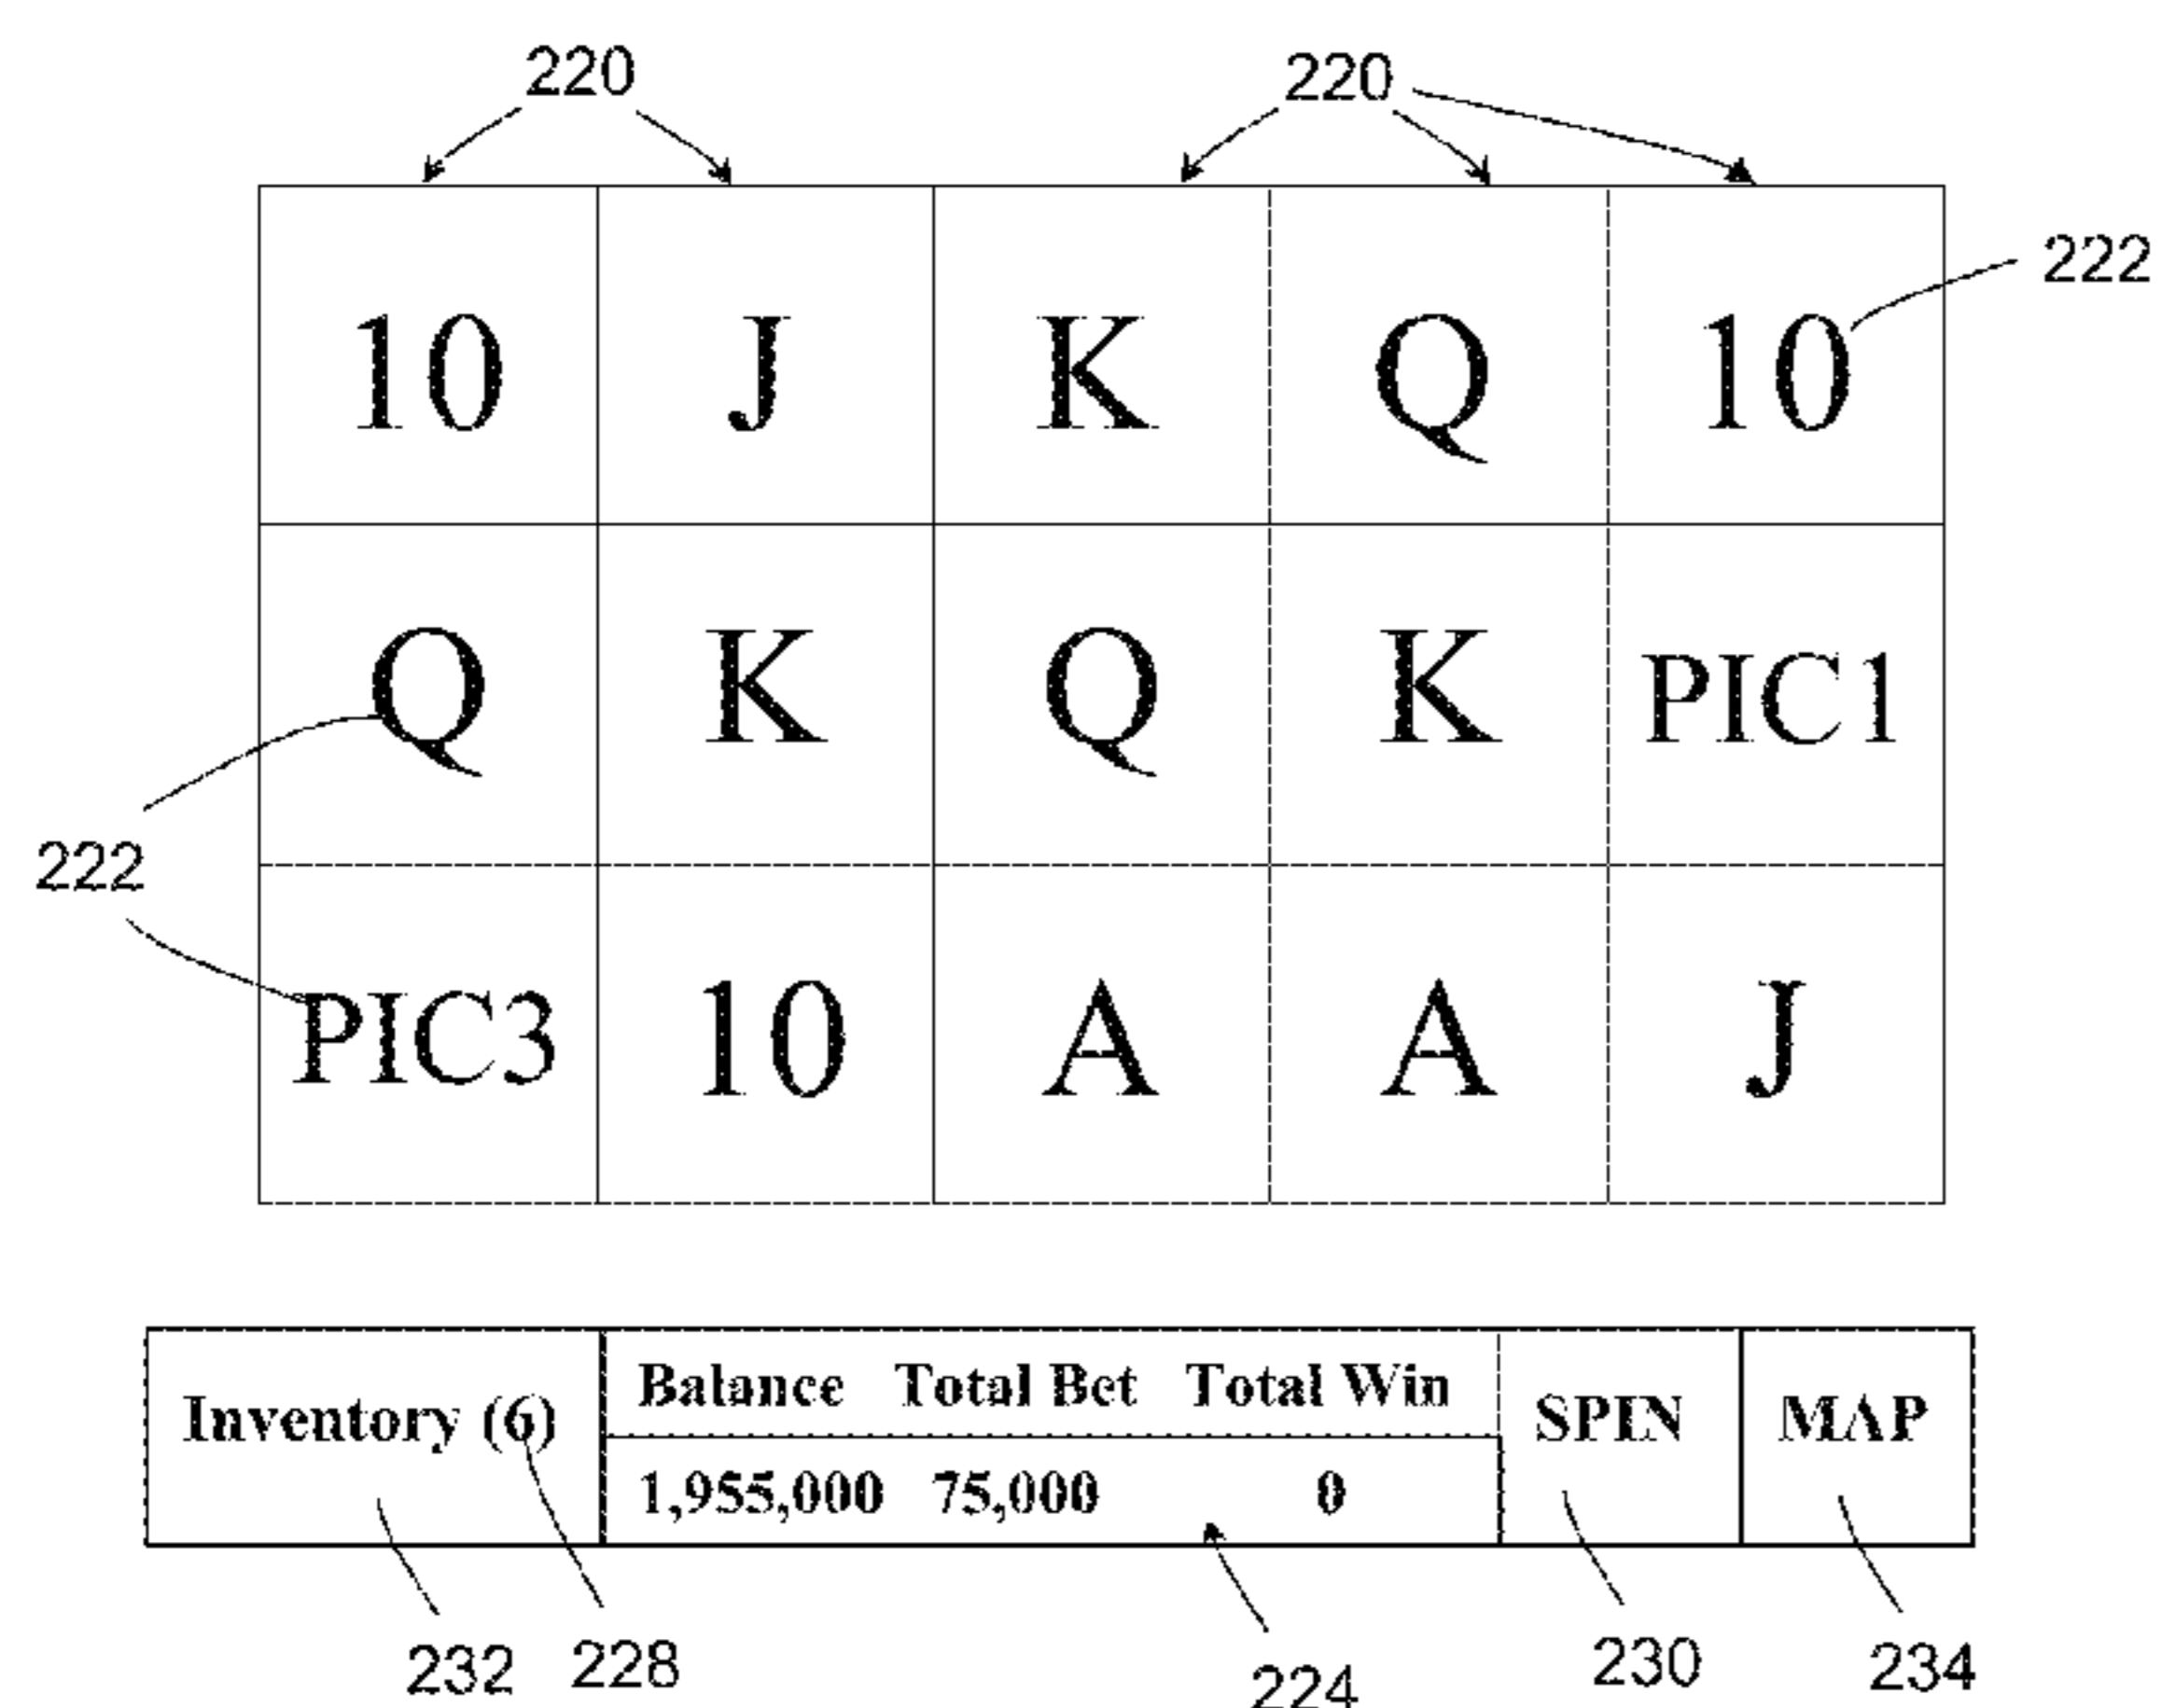 220 220
222
10 J K Q 10
Q K Q K PIC1
222
PIC3 10 A A J
Balance Total Bet Total Win
Inventory (6) SPIN MAP
1,955,000 75,000 0
232 228 224 230 234